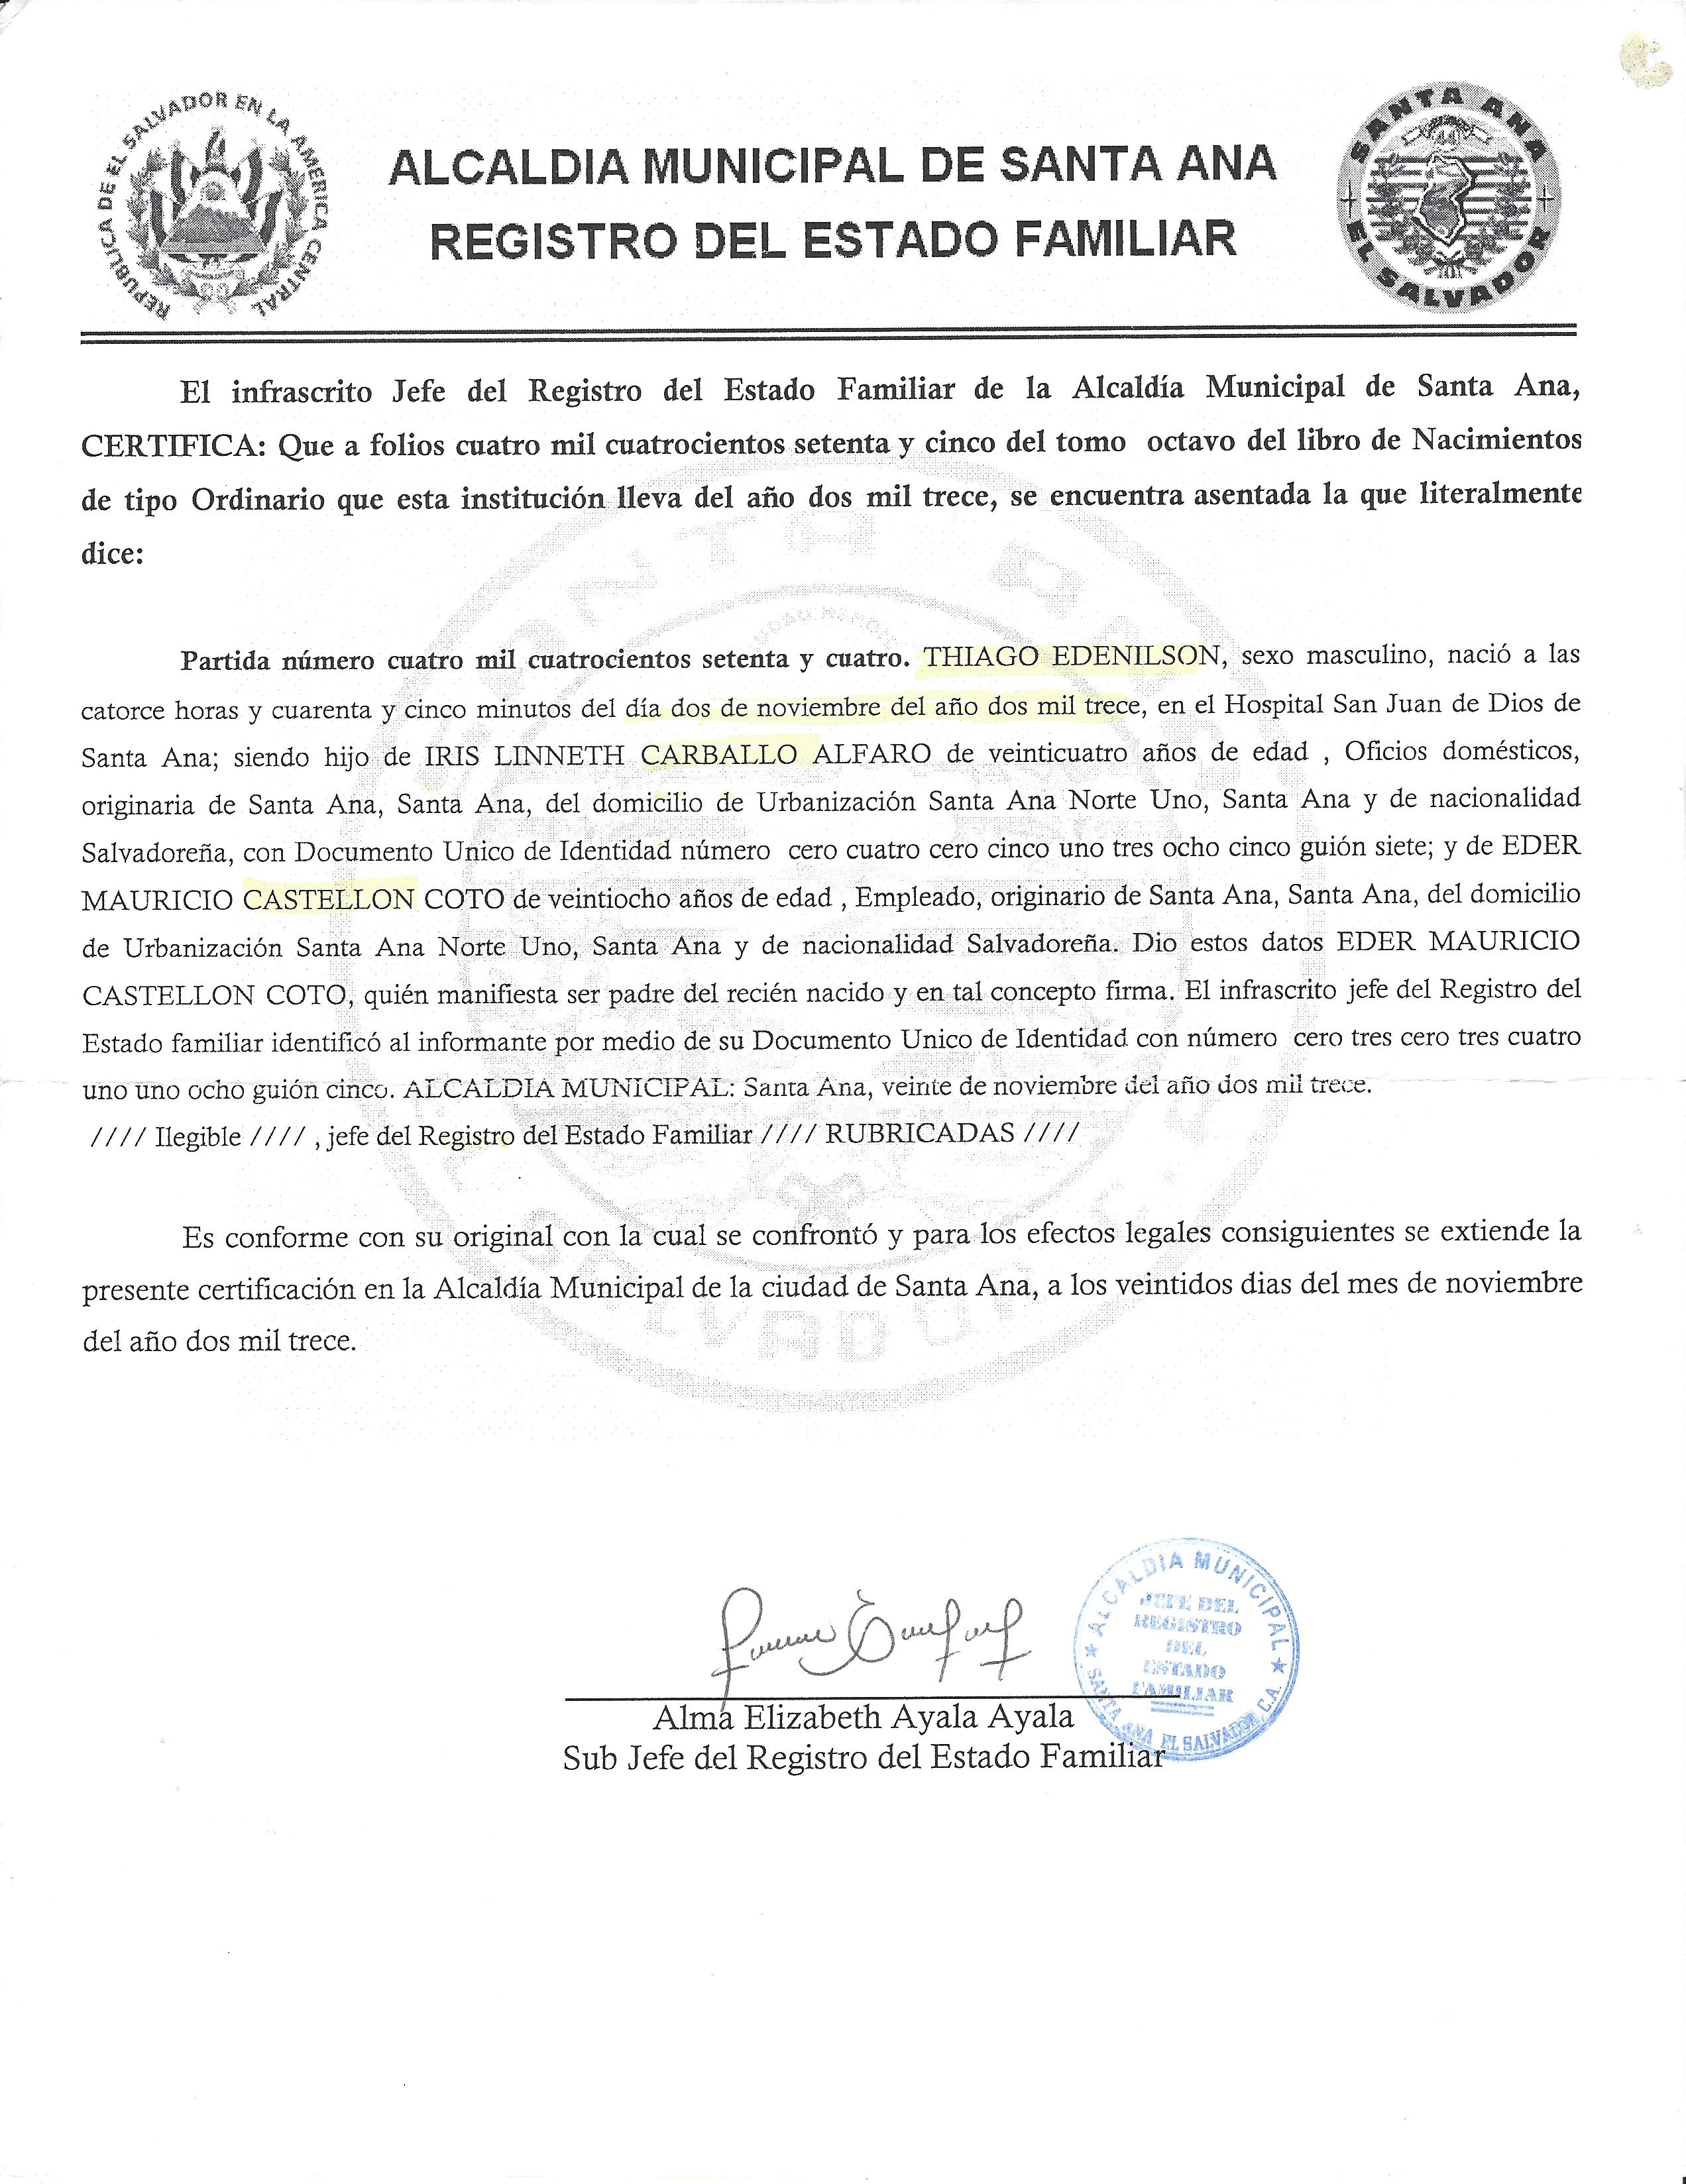 REPUBLICA DE EL SALVADOR EN LA AMERICA CENTRAL
ALCALDIA MUNICIPAL DE SANTA ANA
REGISTRO DEL ESTADO FAMILIAR
SANTA ANA
EL SALVADOR
El infrascrito Jefe del Registro del Estado Familiar de la Alcaldía Municipal de Santa Ana,
CERTIFICA: Que a folios cuatro mil cuatrocientos setenta y cinco del tomo octavo del libro de Nacimientos
de tipo Ordinario que esta institución lleva del año dos mil trece, se encuentra asentada la que literalmente
dice:
Partida número cuatro mil cuatrocientos setenta y cuatro. THIAGO EDENILSON, sexo masculino, nació a las
catorce horas y cuarenta y cinco minutos del día dos de noviembre del año dos mil trece, en el Hospital San Juan de Dios de
Santa Ana; siendo hijo de IRIS LINNETH CARBALLO ALFARO de veinticuatro años de edad , Oficios domésticos,
originaria de Santa Ana, Santa Ana, del domicilio de Urbanización Santa Ana Norte Uno, Santa Ana y de nacionalidad
Salvadoreña, con Documento Unico de Identidad número cero cuatro cero cinco uno tres ocho cinco guión siete; y de EDER
MAURICIO CASTELLON COTO de veintiocho años de edad , Empleado, originario de Santa Ana, Santa Ana, del domicilio
de Urbanización Santa Ana Norte Uno, Santa Ana y de nacionalidad Salvadoreña. Dio estos datos EDER MAURICIO
CASTELLON COTO, quién manifiesta ser padre del recién nacido y en tal concepto firma. El infrascrito jefe del Registro del
Estado familiar identificó al informante por medio de su Documento Unico de Identidad con número cero tres cero tres cuatro
uno uno ocho guión cinco. ALCALDIA MUNICIPAL: Santa Ana, veinte de noviembre del año dos mil trece.
//// Ilegible //// , jefe del Registro del Estado Familiar //// RUBRICADAS ////
Es conforme con su original con la cual se confrontó y para los efectos legales consiguientes se extiende la
presente certificación en la Alcaldía Municipal de la ciudad de Santa Ana, a los veintidos dias del mes de noviembre
del año dos mil trece.
ALCALDIA MUNICIPAL
JEFE DEL
REGISTRO
DEL
ESTADO
FAMILIAR
SANTA ANA EL SALVADOR C.A.
Alma Elizabeth Ayala Ayala
Sub Jefe del Registro del Estado Familiar